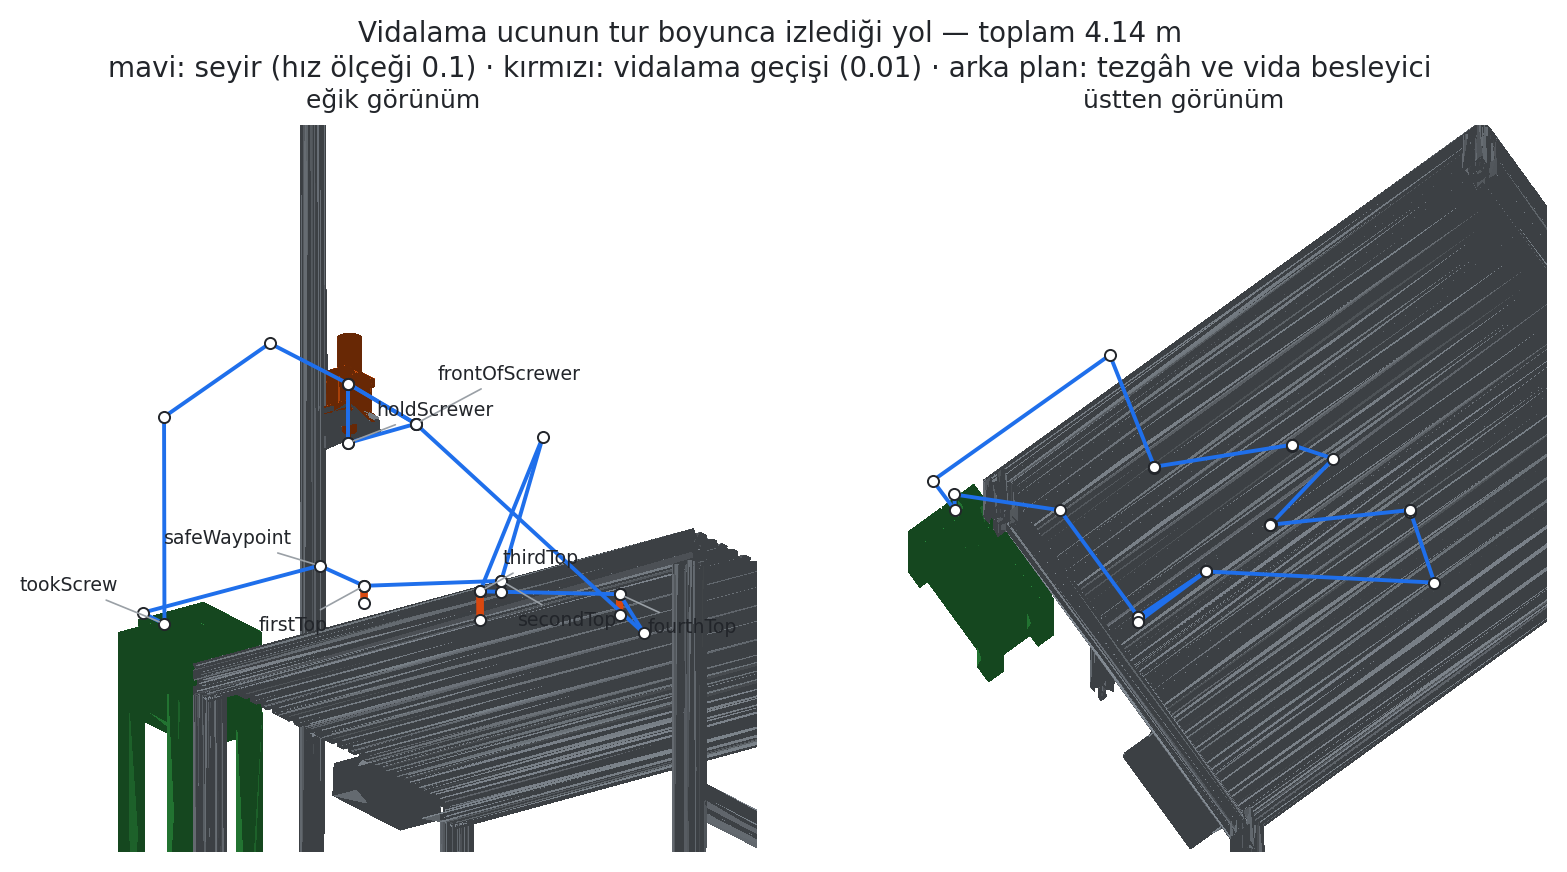 Vidalama ucunun tur boyunca izlediği yol — toplam 4.14 m
mavi: seyir (hız ölçeği 0.1) · kırmızı: vidalama geçişi (0.01) · arka plan: tezgâh ve vida besleyici
eğik görünüm
üstten görünüm
frontOfScrewer
holdScrewer
safeWaypoint
thirdTop
tookScrew
firstTop
secondTop
fourthTop